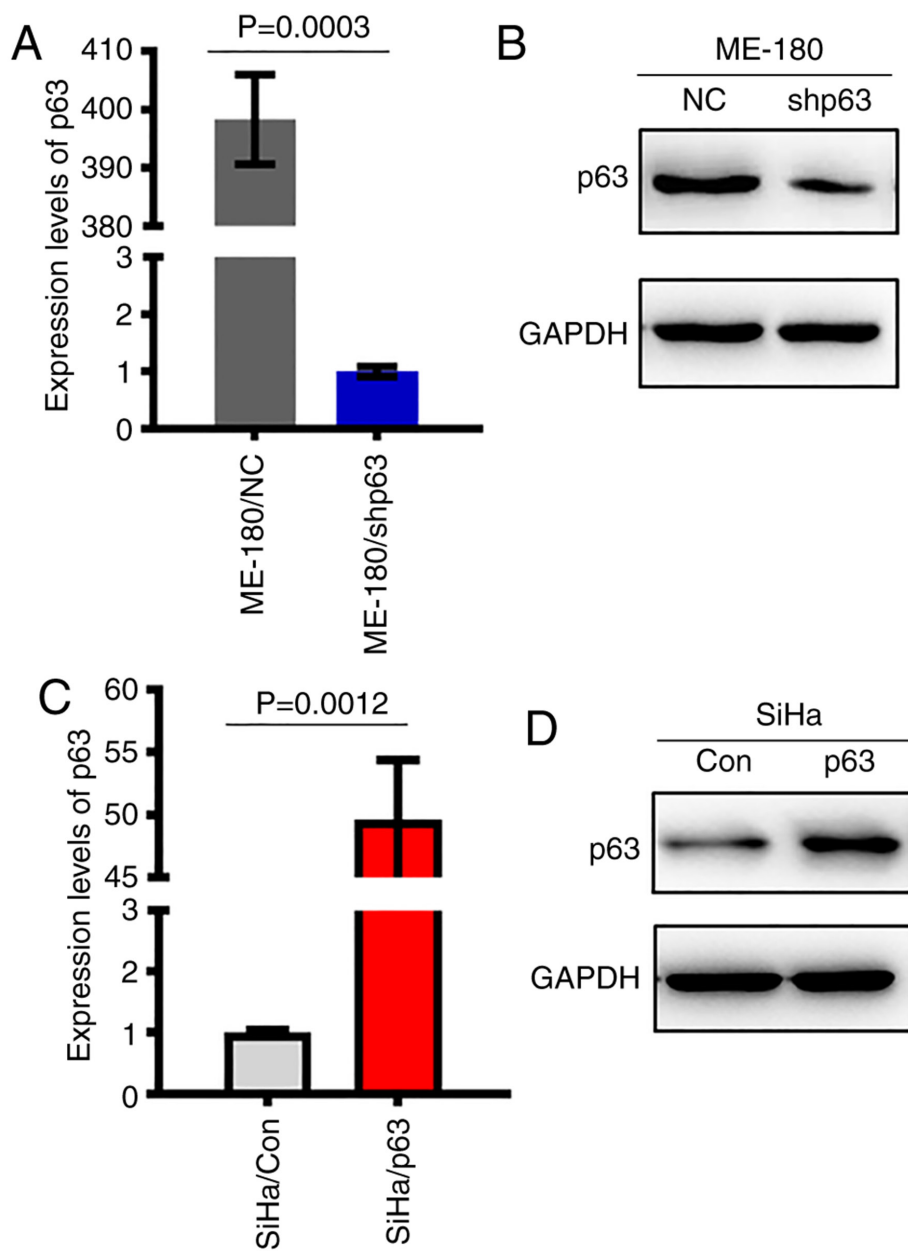 A
P=0.0003
Expression levels of p63
410
400
390
380
3
2
1
0
ME-180/NC
ME-180/shp63
B
ME-180
NC shp63
p63
GAPDH
C
P=0.0012
Expression levels of p63
60
55
50
45
3
2
1
0
SiHa/Con
SiHa/p63
D
SiHa
Con p63
p63
GAPDH